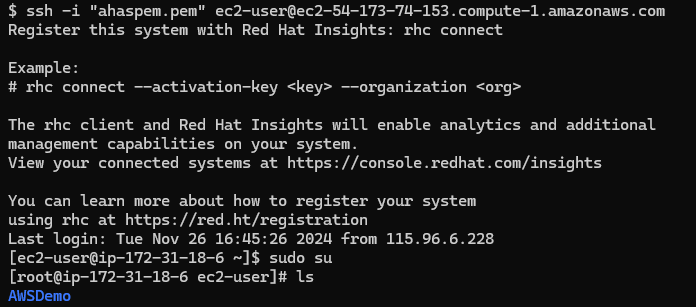 $ ssh -i "ahaspem.pem" ec2-user@ec2-54-173-74-153.compute-1.amazonaws.com
Register this system with Red Hat Insights: rhc connect
Example:
# rhc connect --activation-key <key> --organization <org>
The rhc client and Red Hat Insights will enable analytics and additional
management capabilities on your system.
View your connected systems at https://console.redhat.com/insights
You can learn more about how to register your system
using rhc at https://red.ht/registration
Last login: Tue Nov 26 16:45:26 2024 from 115.96.6.228
[ec2-user@ip-172-31-18-6 ~]$ sudo su
[root@ip-172-31-18-6 ec2-user]# ls
AWSDemo